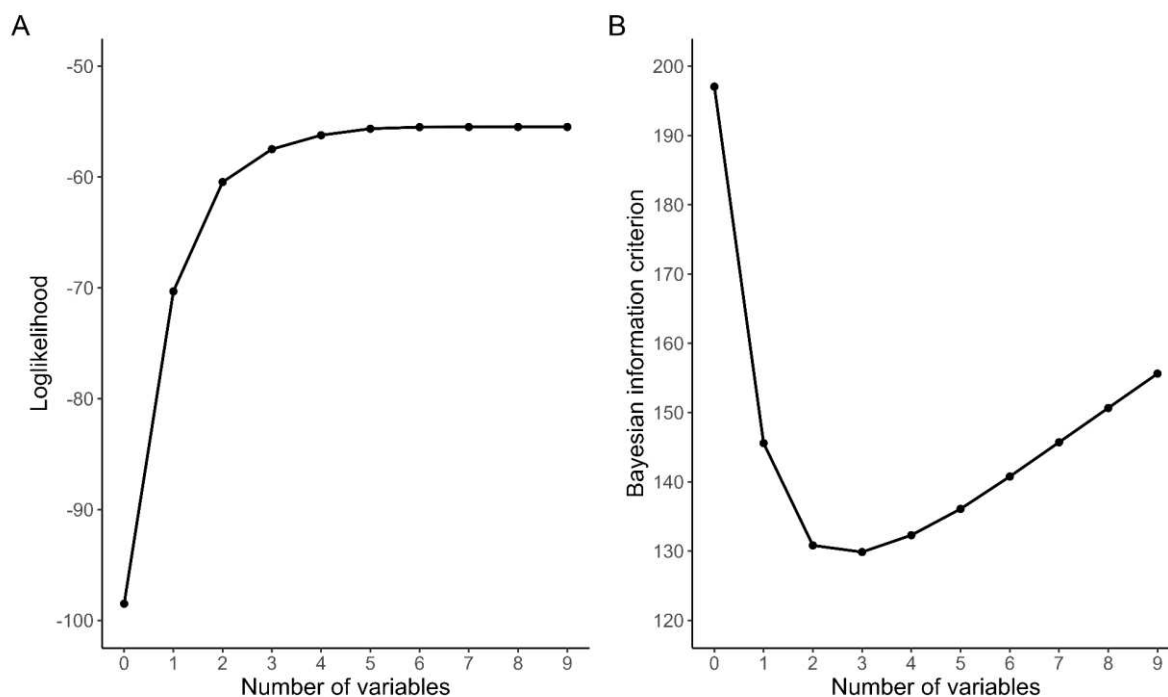 A
Loglikelihood
-50
-60
-70
-80
-90
-100
0 1 2 3 4 5 6 7 8 9
Number of variables
B
Bayesian information criterion
200
190
180
170
160
150
140
130
120
0 1 2 3 4 5 6 7 8 9
Number of variables